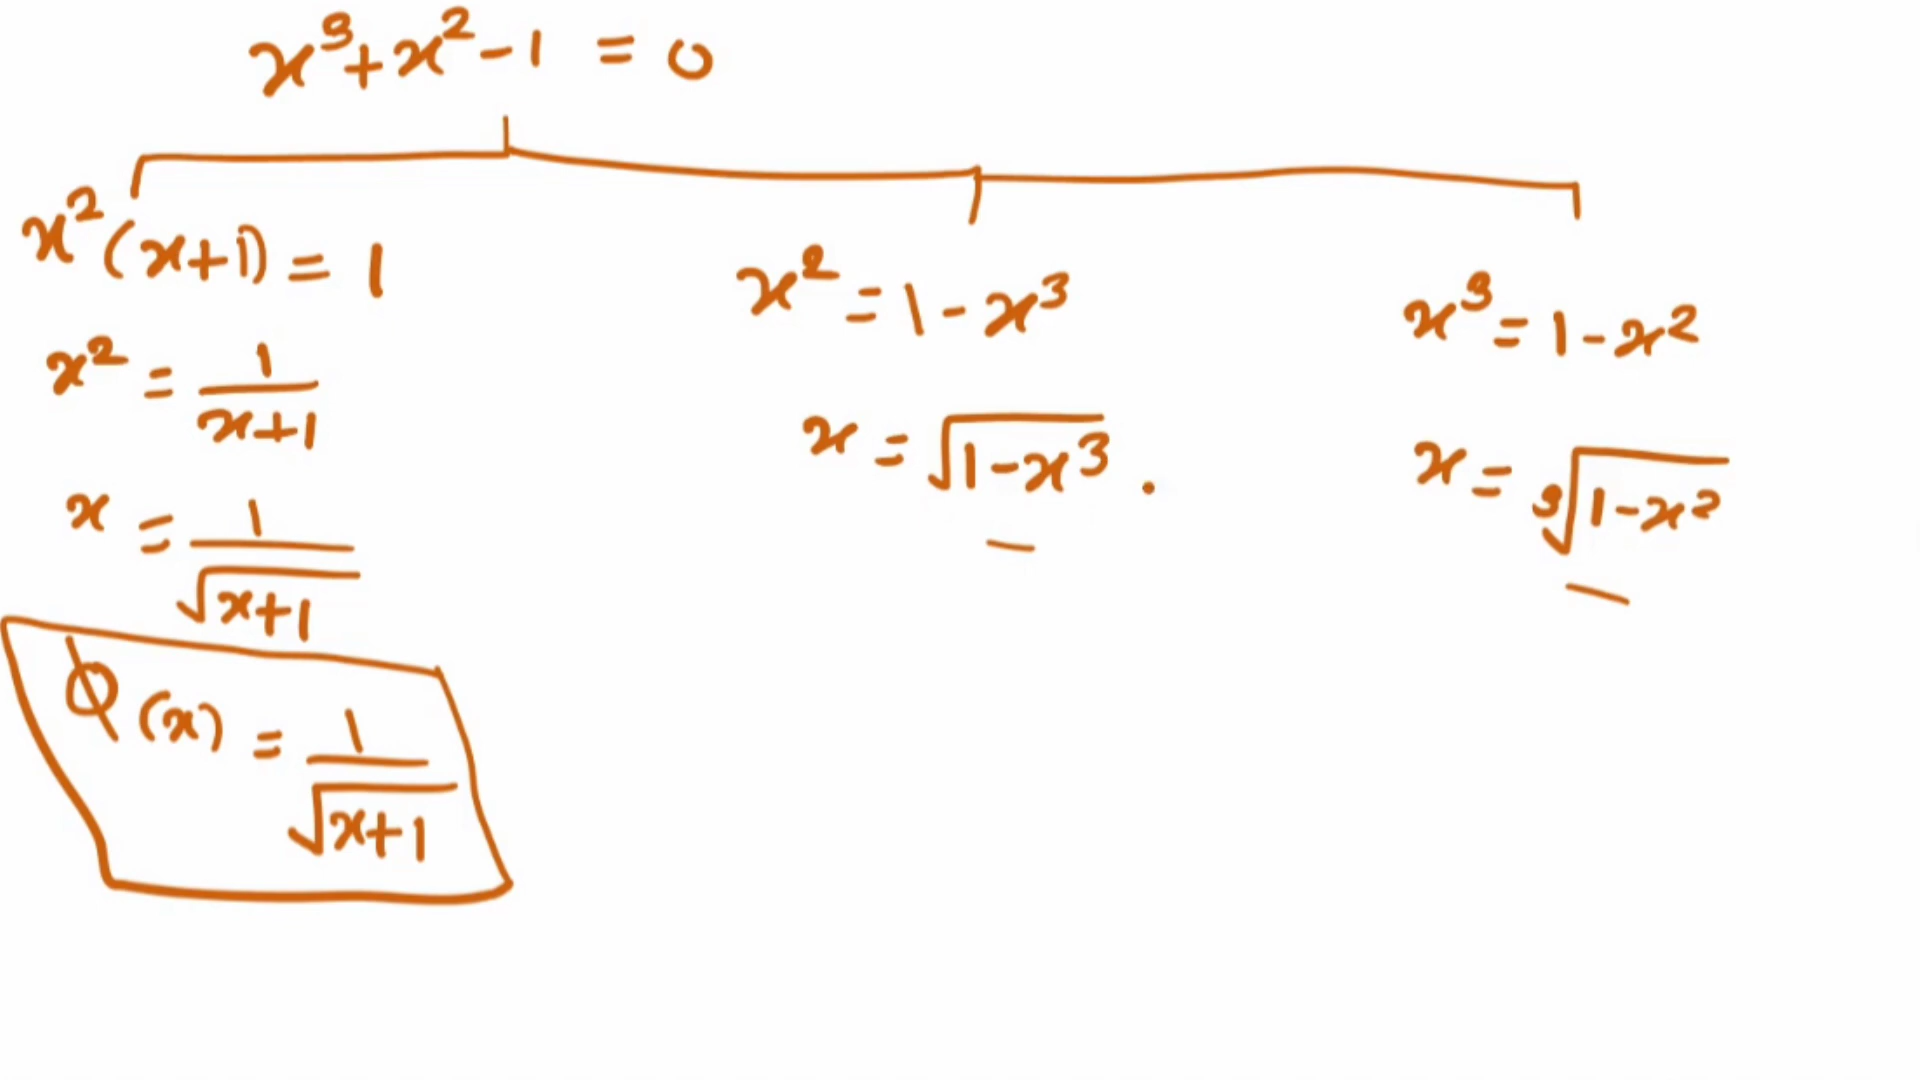 x³ + x² - 1 = 0
x²(x+1) = 1
x² = 1/(x+1)
x = 1/√(x+1)
ϕ(x) = 1/√(x+1)
x² = 1 - x³
x = √(1 - x³) .
x³ = 1 - x²
x = ³√(1 - x²)